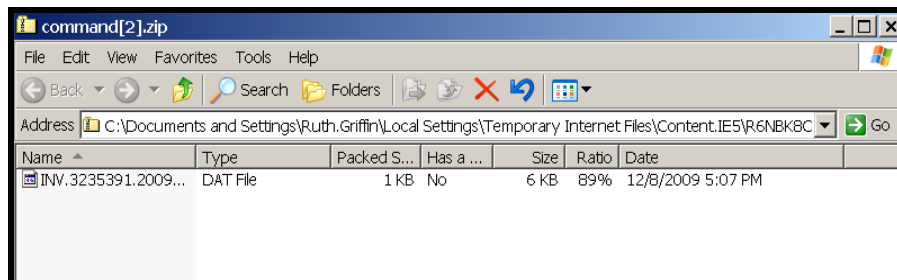 command[2].zip
File Edit View Favorites Tools Help
Back Search Folders
Address C:\Documents and Settings\Ruth.Griffin\Local Settings\Temporary Internet Files\Content.IE5\R6NBK8C Go
Name Type Packed S... Has a ... Size Ratio Date
INV.3235391.2009... DAT File 1 KB No 6 KB 89% 12/8/2009 5:07 PM